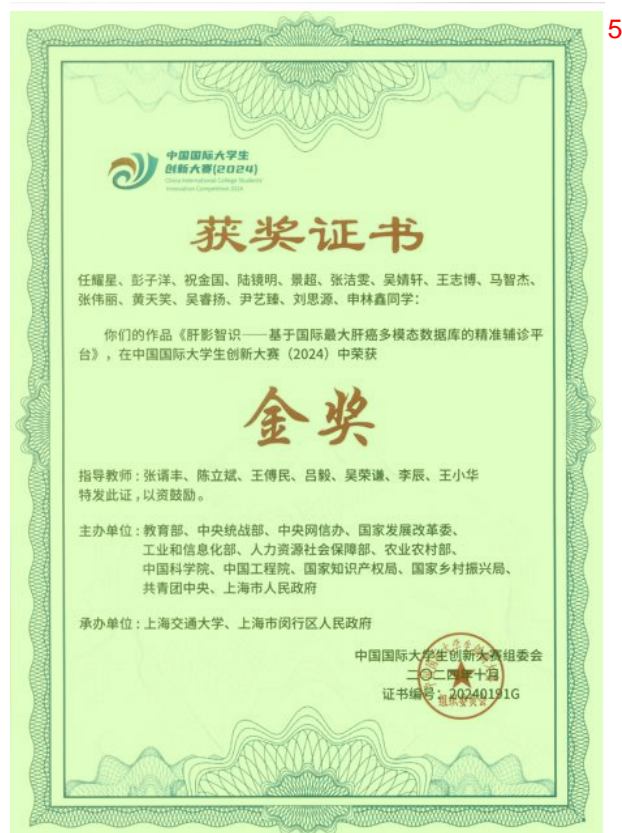 5
中国国际大学生
创新大赛(2024)
China International College Students'
Innovation Competition 2024
获奖证书
任耀星、彭子洋、祝金国、陆镜明、景超、张洁雯、吴婧轩、王志博、马智杰、
张伟丽、黄天笑、吴睿扬、尹艺臻、刘思源、申林鑫同学：
你们的作品《肝影智识——基于国际最大肝癌多模态数据库的精准辅诊平
台》，在中国国际大学生创新大赛（2024）中荣获
金奖
指导教师：张谞丰、陈立斌、王傅民、吕毅、吴荣谦、李辰、王小华
特发此证，以资鼓励。
主办单位：教育部、中央统战部、中央网信办、国家发展改革委、
工业和信息化部、人力资源社会保障部、农业农村部、
中国科学院、中国工程院、国家知识产权局、国家乡村振兴局、
共青团中央、上海市人民政府
承办单位：上海交通大学、上海市闵行区人民政府
中国国际大学生创新大赛组委会
二〇二四年十月
证书编号：20240191G
组织委员会